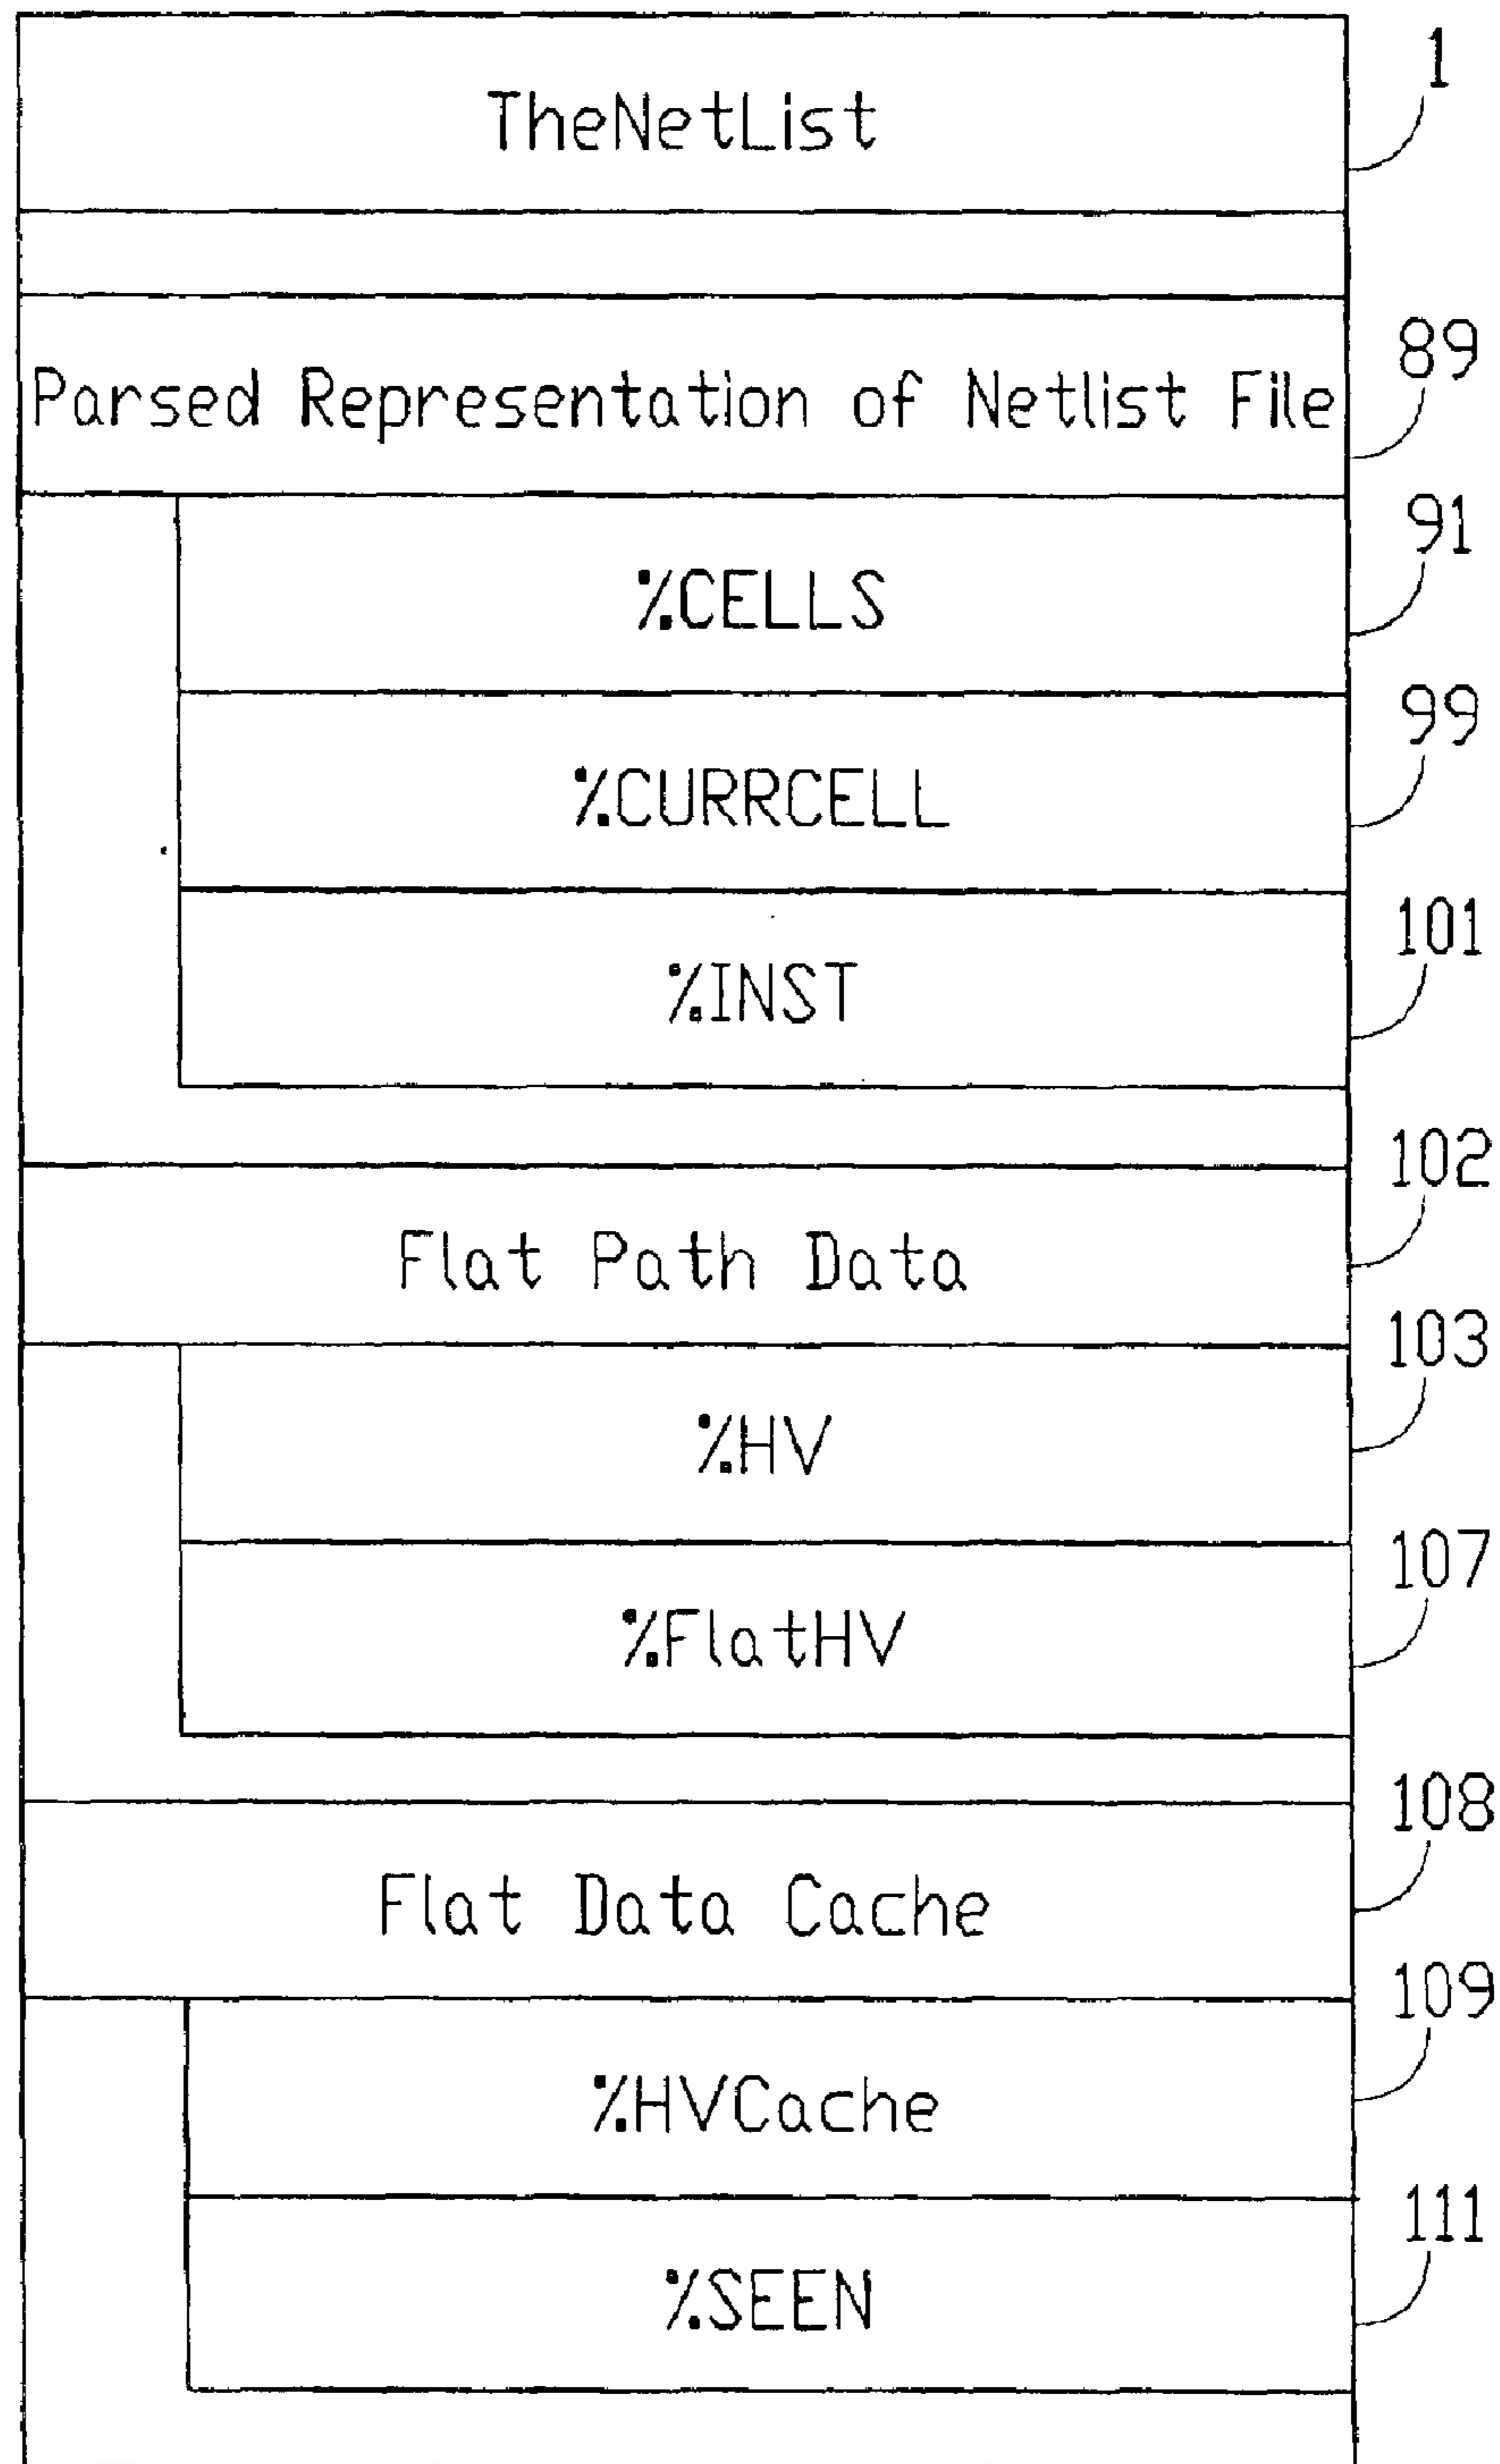 TheNetList
1
Parsed Representation of Netlist File
89
%CELLS
91
%CURRCELL
99
%INST
101
Flat Path Data
102
%HV
103
%FlatHV
107
Flat Data Cache
108
%HVCache
109
%SEEN
111